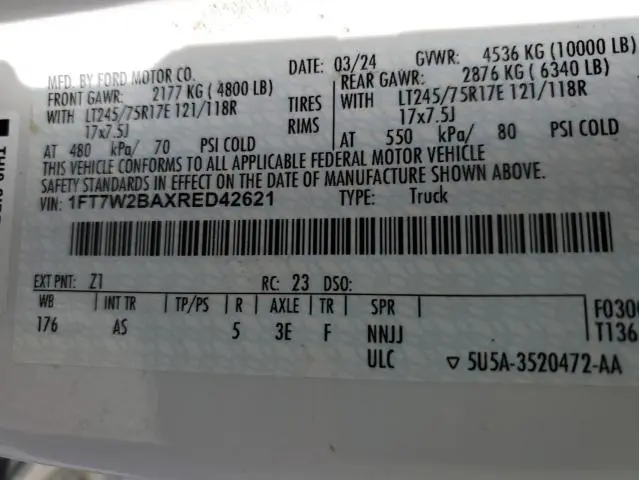 MFD. BY FORD MOTOR CO.
DATE: 03/24 GVWR: 4536 KG (10000 LB)
FRONT GAWR: 2177 KG (4800 LB)
REAR GAWR: 2876 KG (6340 LB)
WITH LT245/75R17E 121/118R TIRES WITH LT245/75R17E 121/118R
17x7.5J RIMS 17x7.5J
AT 480 kPa/ 70 PSI COLD AT 550 kPa/ 80 PSI COLD
THIS VEHICLE CONFORMS TO ALL APPLICABLE FEDERAL MOTOR VEHICLE
SAFETY STANDARDS IN EFFECT ON THE DATE OF MANUFACTURE SHOWN ABOVE.
VIN: 1FT7W2BAXRED42621 TYPE: Truck
EXT PNT: Z1 RC: 23 DSO:
WB INT TR TP/PS R AXLE TR SPR
176 AS 5 3E F NNJJ
ULC
F030
T136
▽ 5U5A-3520472-AA